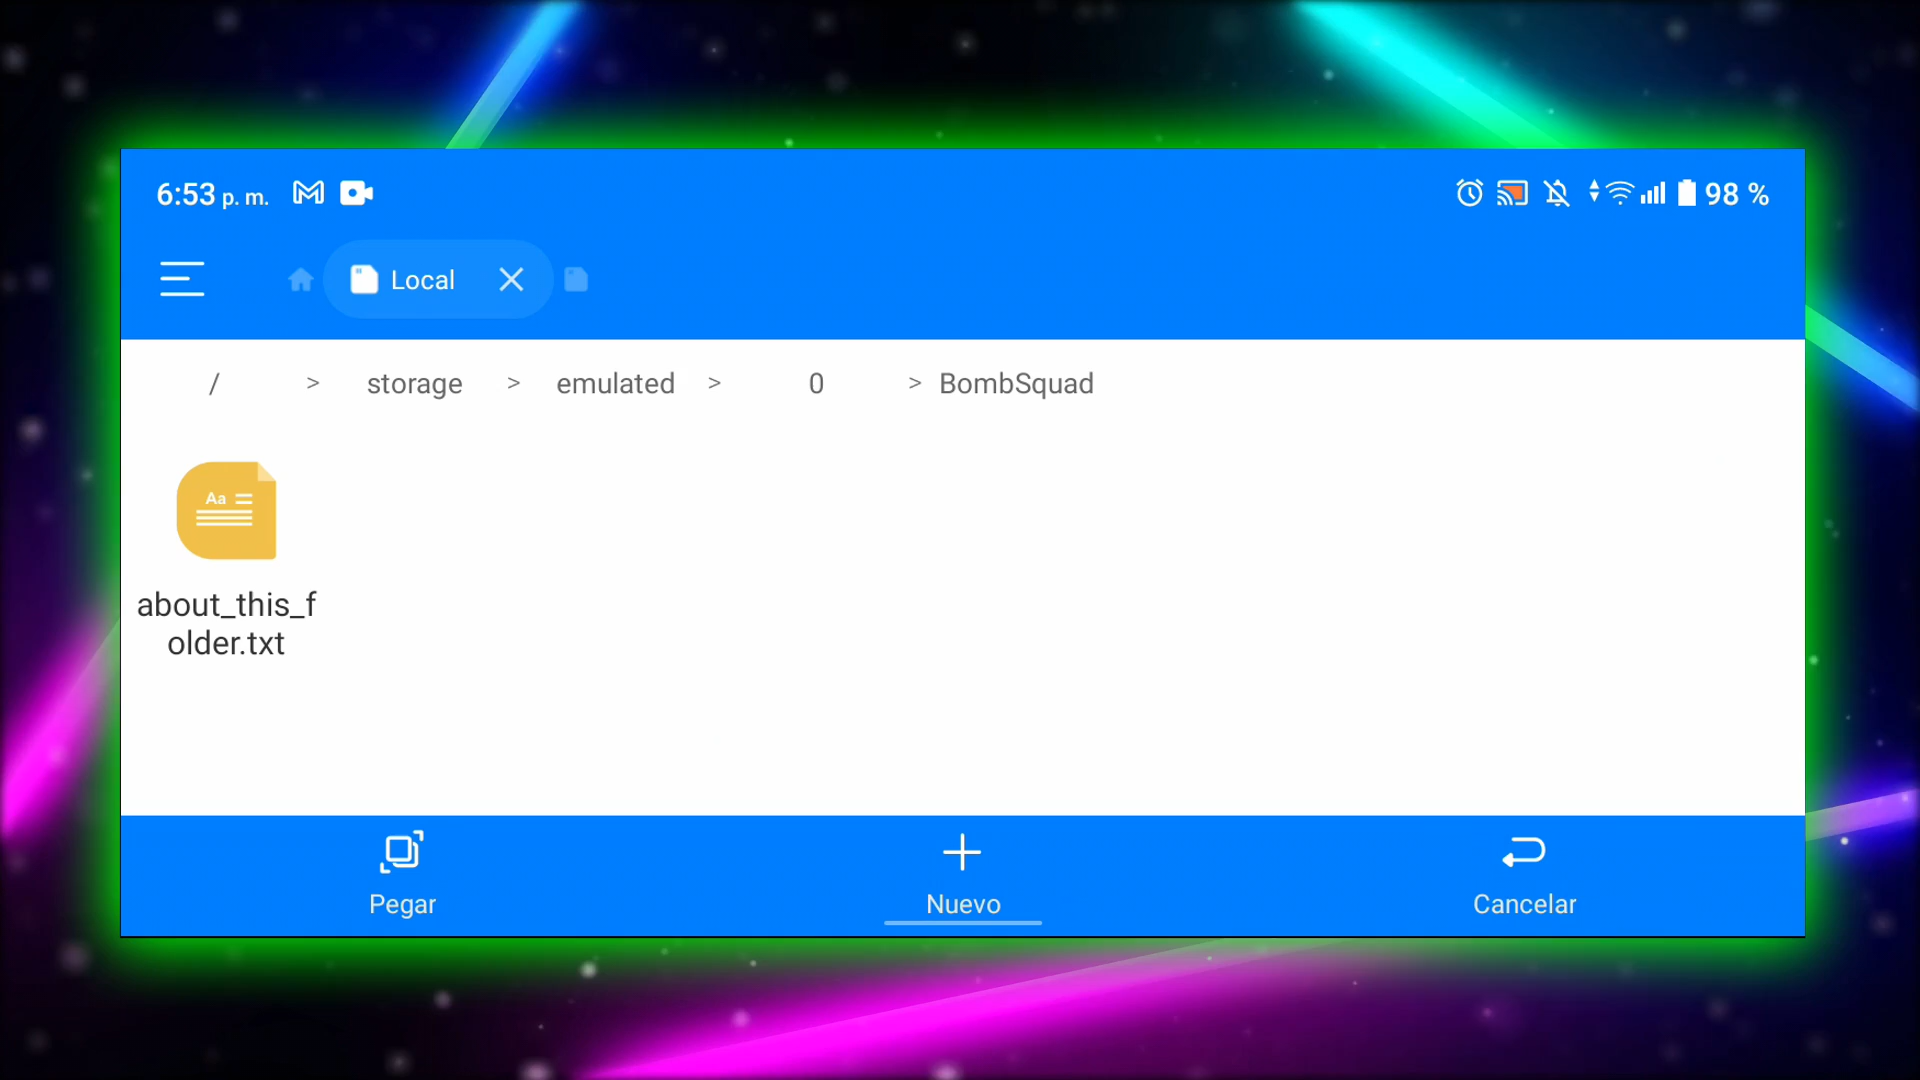 6:53 p. m.
98 %
Local
/ > storage > emulated > 0 > BombSquad
Aa
about_this_f
older.txt
Pegar
Nuevo
Cancelar